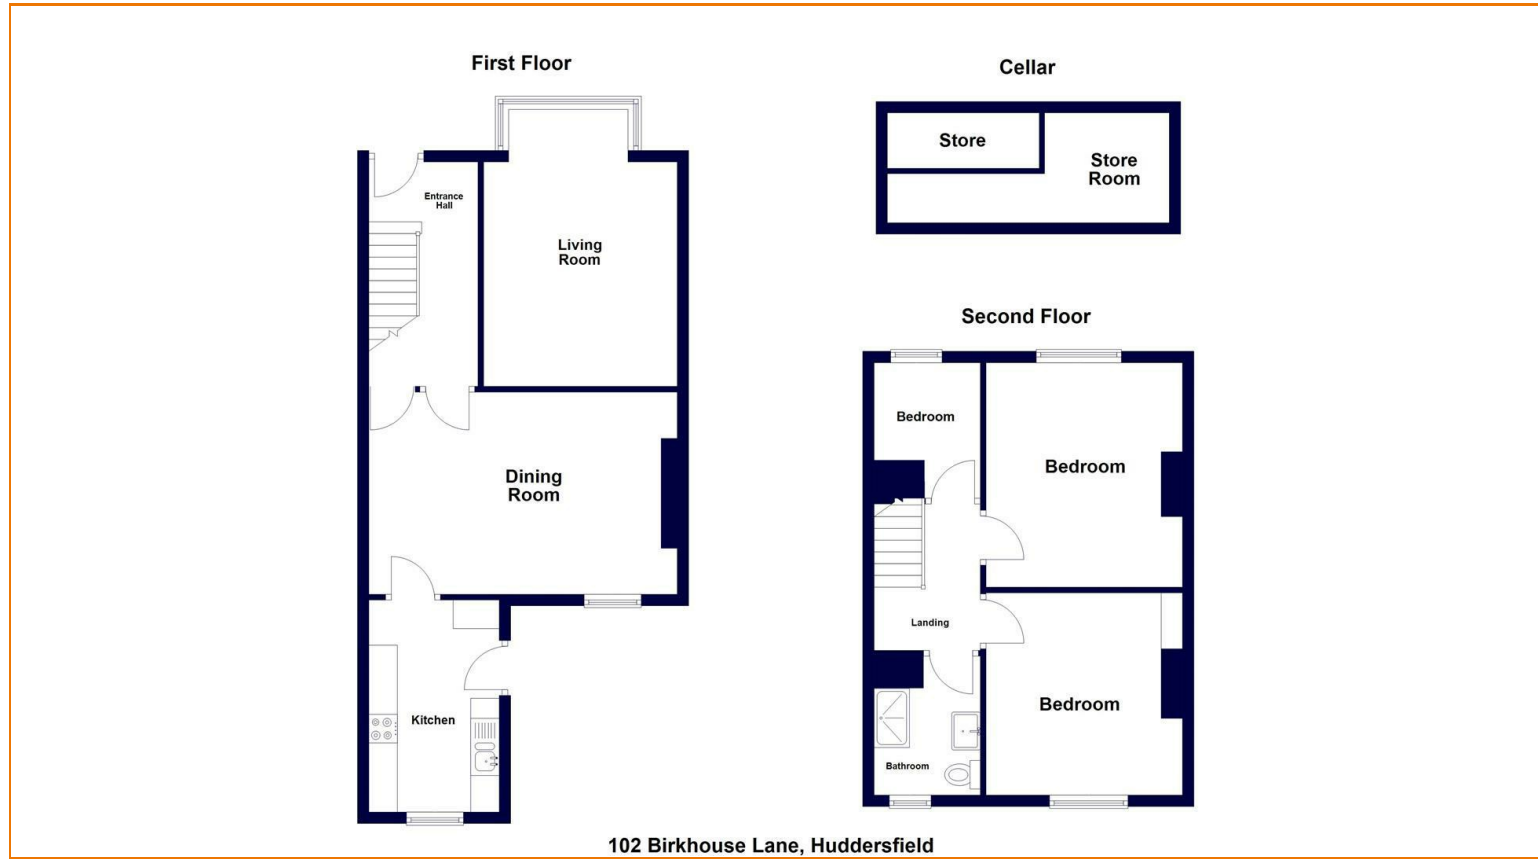 First Floor
Entrance
Hall
Living
Room
Dining
Room
Kitchen
Cellar
Store
Store
Room
Second Floor
Bedroom
Bedroom
Landing
Bedroom
Bathroom
102 Birkhouse Lane, Huddersfield